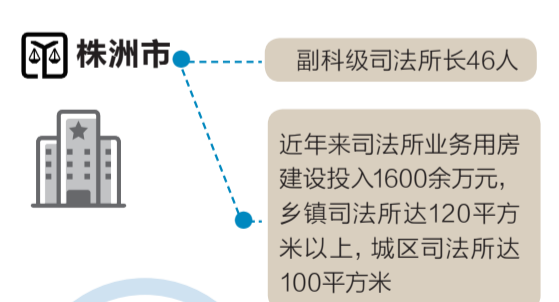 株洲市
副科级司法所长46人
近年来司法所业务用房
建设投入1600余万元，
乡镇司法所达120平方
米以上，城区司法所达
100平方米